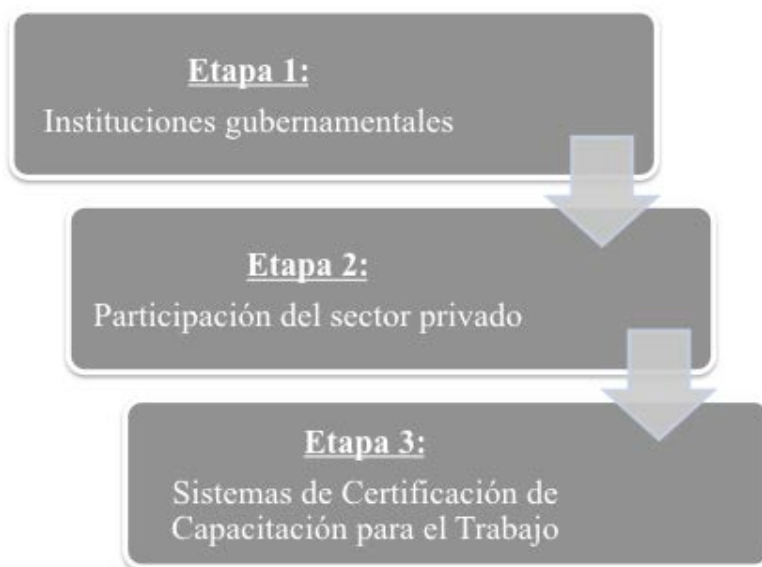 Etapa 1:
Instituciones gubernamentales
Etapa 2:
Participación del sector privado
Etapa 3:
Sistemas de Certificación de
Capacitación para el Trabajo